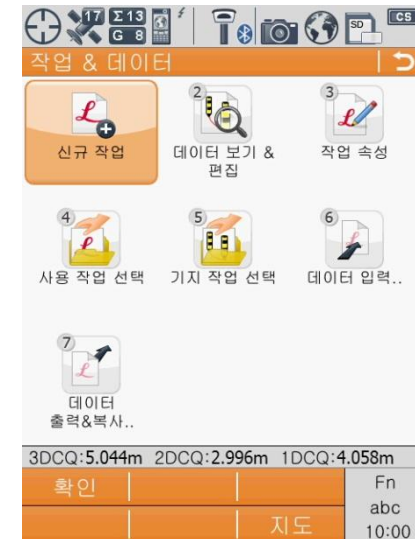 17 Σ 13
G 8
SD
CS
작업 & 데이터
신규 작업
2
데이터 보기 &
편집
3
작업 속성
4
사용 작업 선택
5
기지 작업 선택
6
데이터 입력..
7
데이터
출력&복사..
3DCQ:5.044m 2DCQ:2.996m 1DCQ:4.058m
확인
Fn
abc
지도
10:00